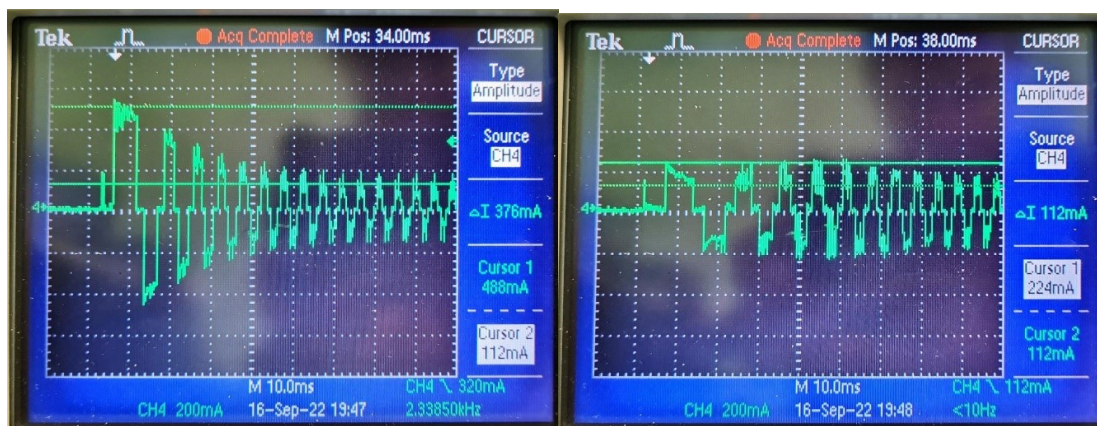 Tek Acq Complete M Pos: 34.00ms CURSOR
Type
Amplitude
Source
CH4
4
ΔI 376mA
Cursor 1
488mA
Cursor 2
112mA
M 10.0ms CH4 320mA
CH4 200mA 16-Sep-22 19:47 2.33850kHz
Tek Acq Complete M Pos: 38.00ms CURSOR
Type
Amplitude
Source
CH4
4
ΔI 112mA
Cursor 1
224mA
Cursor 2
112mA
M 10.0ms CH4 112mA
CH4 200mA 16-Sep-22 19:48 <10Hz